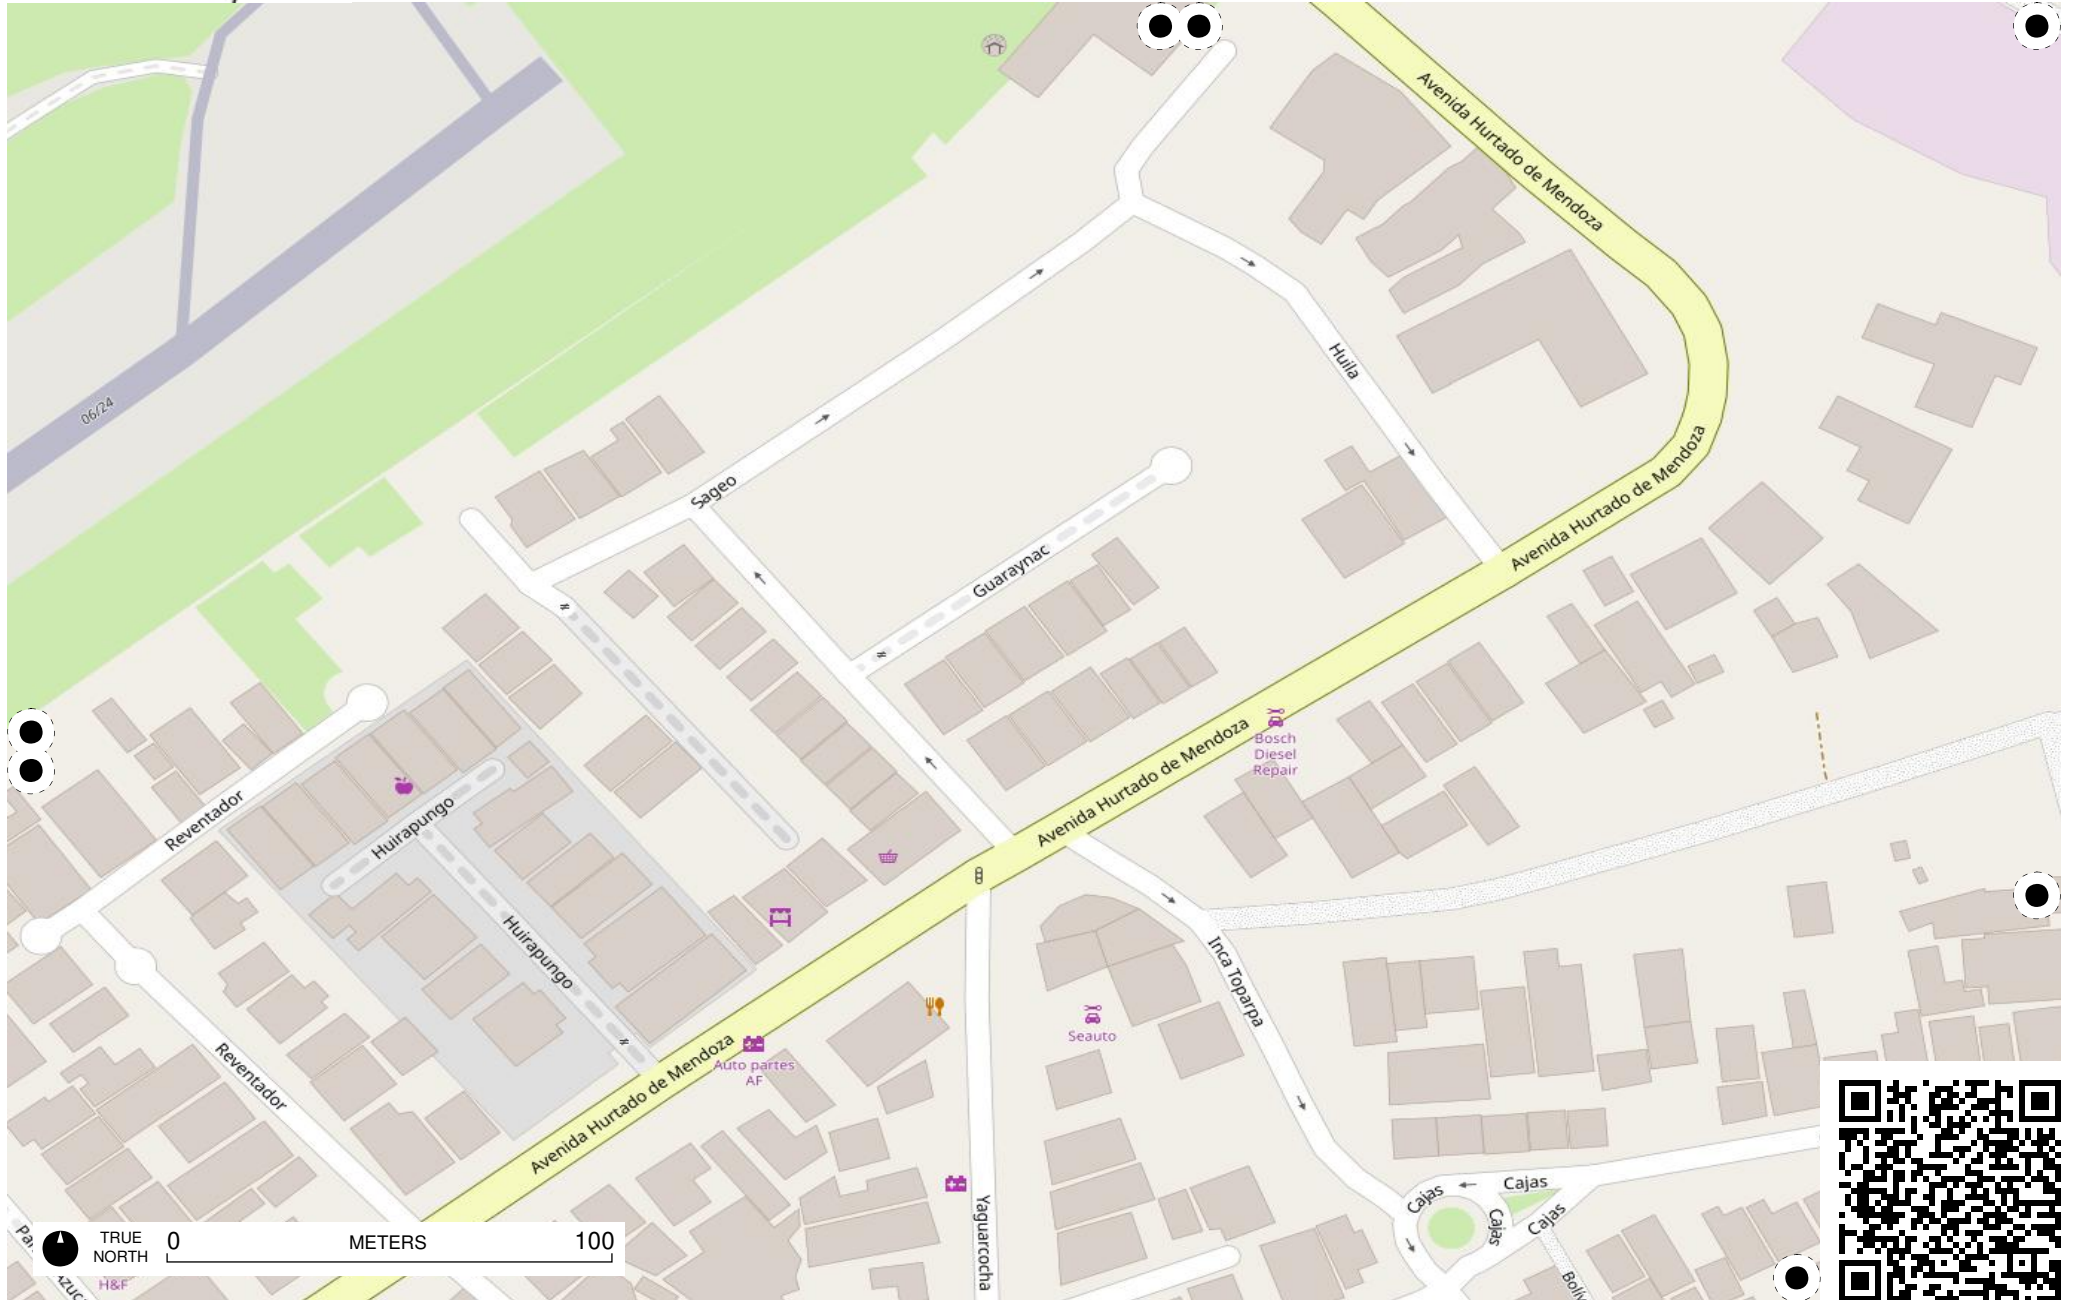 Avenida Hurtado de Mendoza
Avenida Hurtado de Mendoza
Huila
06/24
Sageo
Guaraynac
Avenida Hurtado de Mendoza
Bosch
Diesel
Repair
Reventador
Huirapungo
Huirapungo
Inca Toparpa
Seauto
Auto partes
AF
Reventador
Avenida Hurtado de Mendoza
Yaguarcocha
Cajas
Cajas
Cajas
Cajas
TRUE
NORTH
0
METERS
100
H&F